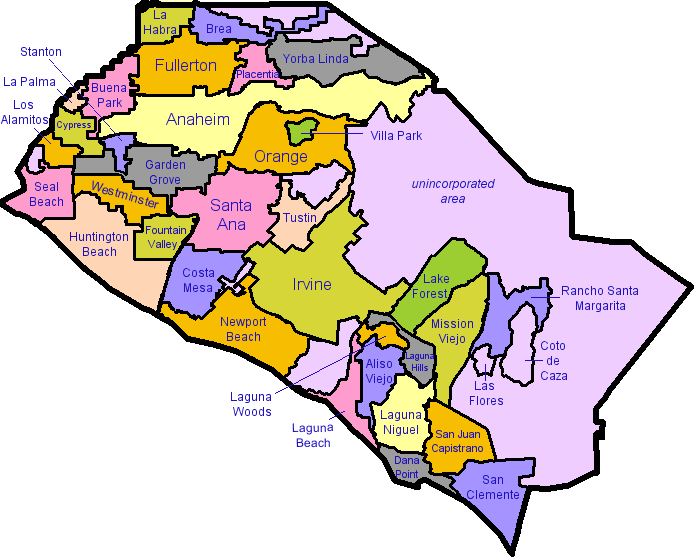 La
Habra
Brea
Stanton
Yorba Linda
Fullerton
Placentia
La Palma
Buena
Park
Los
Alamitos
Anaheim
Cypress
Villa Park
Orange
Garden
Grove
unincorporated
area
Seal
Beach
Westminster
Santa
Ana
Tustin
Huntington
Beach
Fountain
Valley
Costa
Mesa
Irvine
Lake
Forest
Rancho Santa
Margarita
Newport
Beach
Mission
Viejo
Coto
de
Caza
Aliso
Viejo
Laguna
Hills
Las
Flores
Laguna
Woods
Laguna
Beach
Laguna
Niguel
San Juan
Capistrano
Dana
Point
San
Clemente